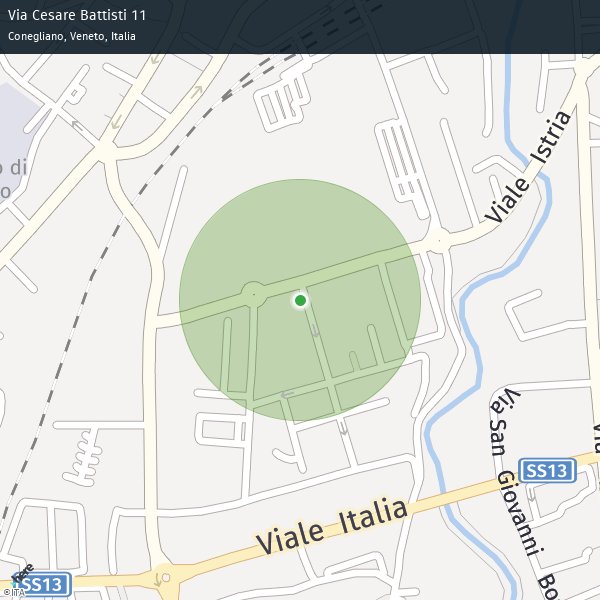 Via Cesare Battisti 11
Conegliano, Veneto, Italia
Viale Istria
o di
o
SS13
Via San Giovanni Bo
Viale Italia
SS13
here
© ITA